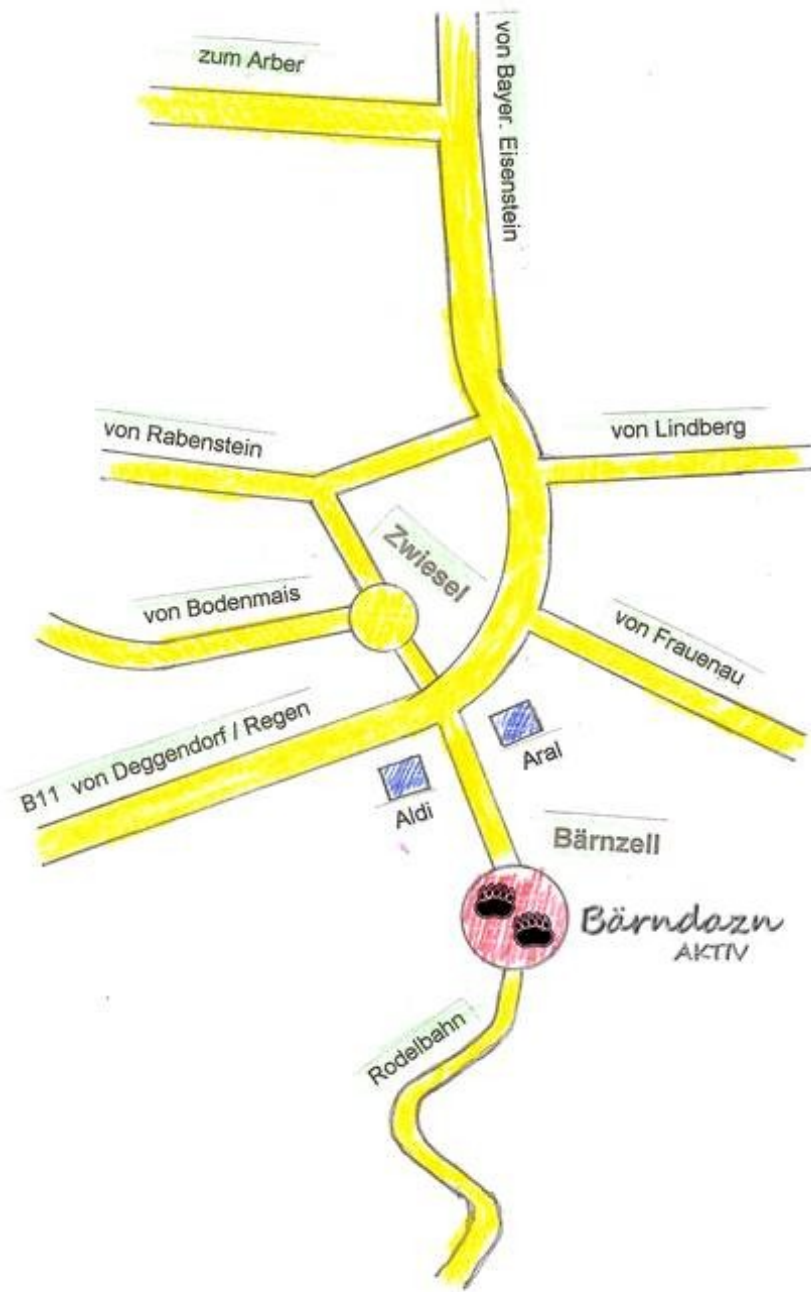 zum Arber
von Bayer. Eisenstein
von Rabenstein
von Lindberg
Zwiesel
von Bodenmais
von Frauenau
B11 von Deggendorf / Regen
Aral
Aldi
Bärnzell
Bärndazn
AKTIV
Rodelbahn